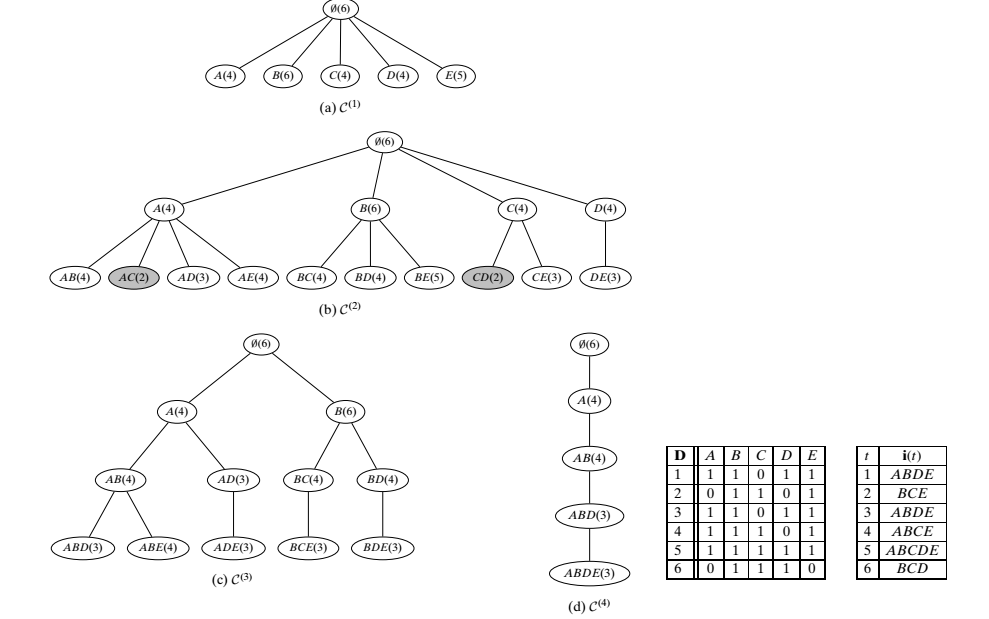 ∅(6)
A(4) B(6) C(4) D(4) E(5)
(a) 𝒞⁽¹⁾
∅(6)
A(4) B(6) C(4) D(4)
AB(4) AC(2) AD(3) AE(4) BC(4) BD(4) BE(5) CD(2) CE(3) DE(3)
(b) 𝒞⁽²⁾
∅(6)
A(4) B(6)
AB(4) AD(3) BC(4) BD(4)
ABD(3) ABE(4) ADE(3) BCE(3) BDE(3)
(c) 𝒞⁽³⁾
∅(6)
A(4)
AB(4)
ABD(3)
ABDE(3)
(d) 𝒞⁽⁴⁾
D A B C D E
1 1 1 0 1 1
2 0 1 1 0 1
3 1 1 0 1 1
4 1 1 1 0 1
5 1 1 1 1 1
6 0 1 1 1 0
t i(t)
1 ABDE
2 BCE
3 ABDE
4 ABCE
5 ABCDE
6 BCD